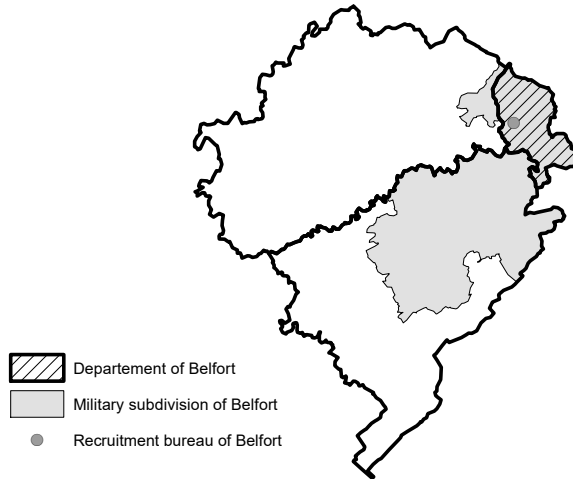 Departement of Belfort
Military subdivision of Belfort
Recruitment bureau of Belfort